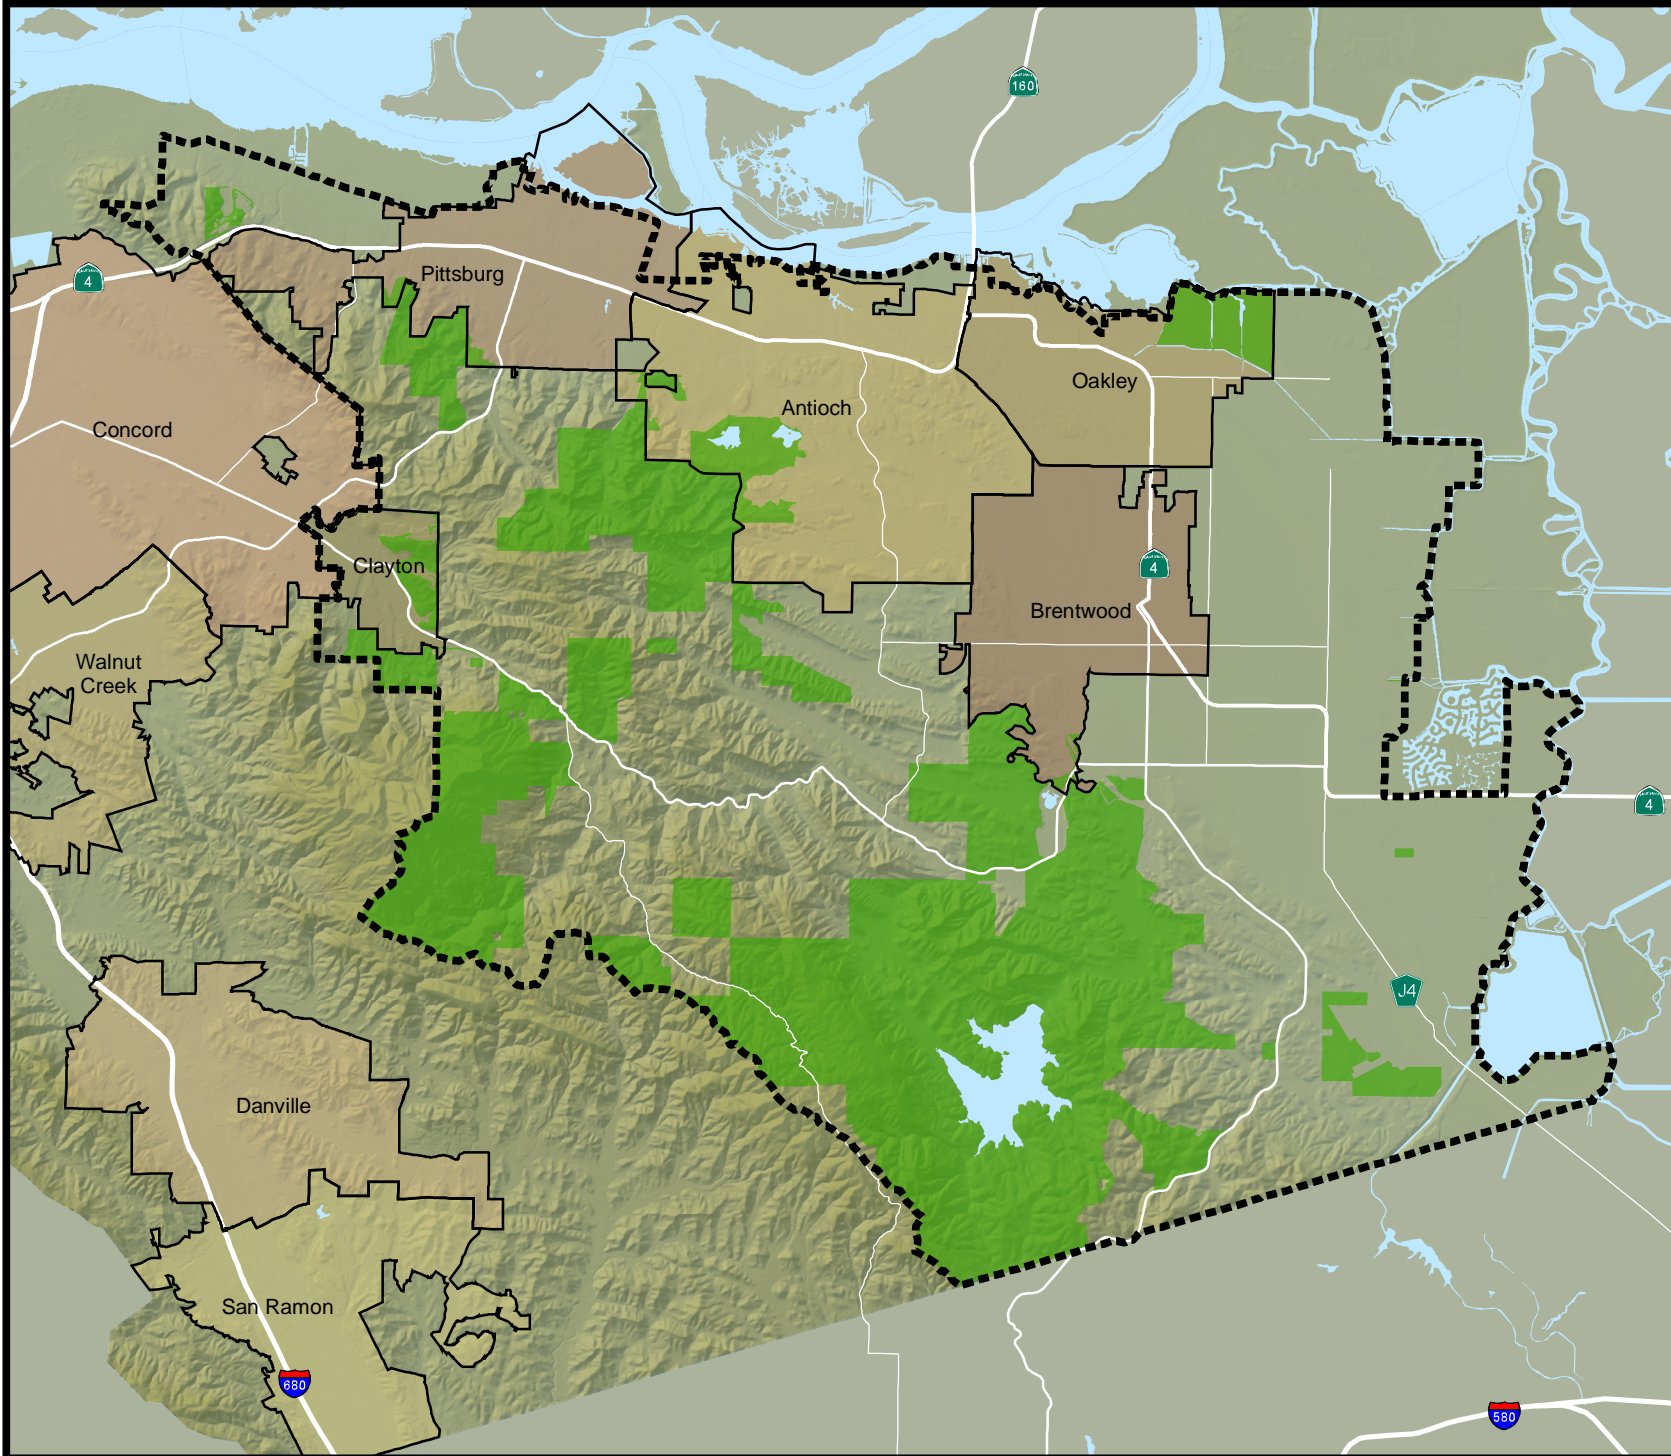 160
4
Pittsburg
Oakley
Antioch
Concord
Clayton
4
Brentwood
Walnut
Creek
4
J4
Danville
San Ramon
680
580